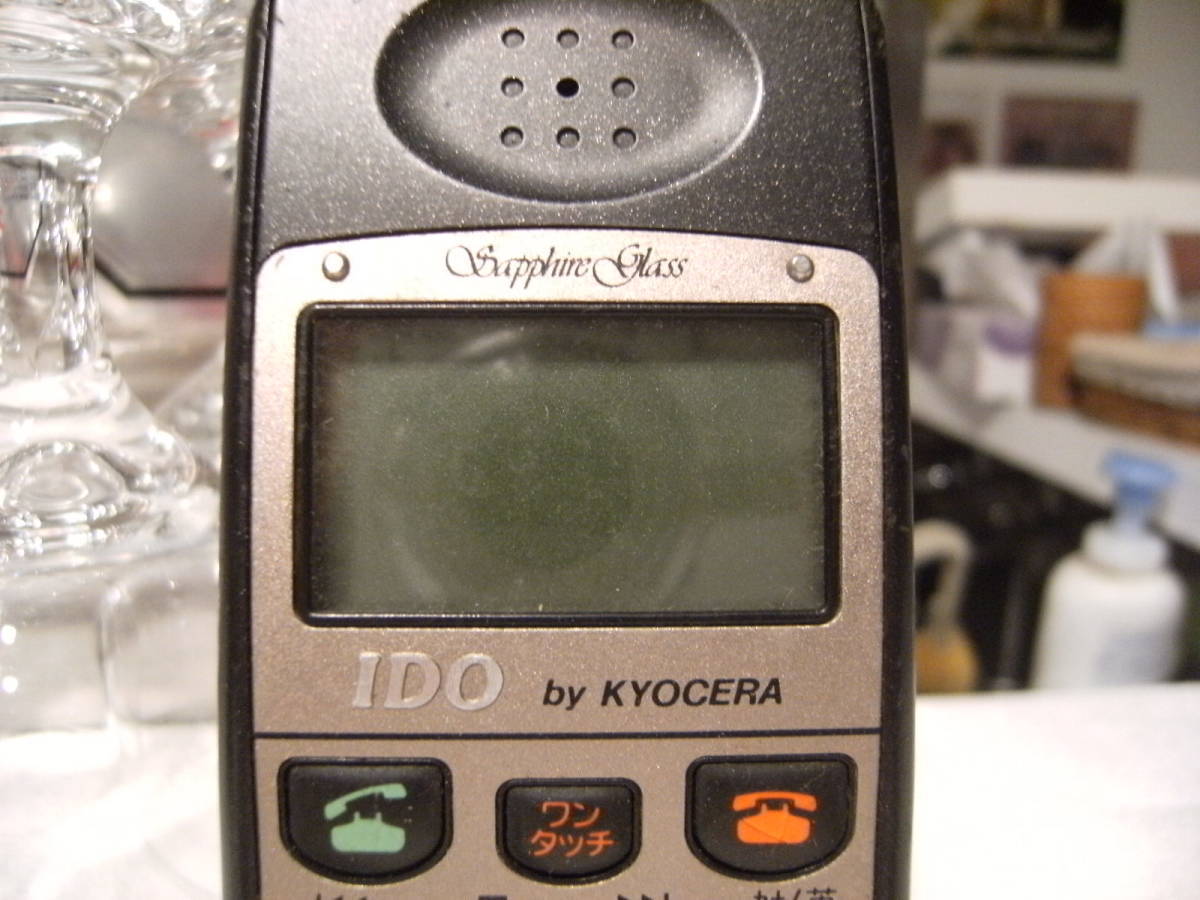 Sapphire Glass
IDO by KYOCERA
ワン
タッチ